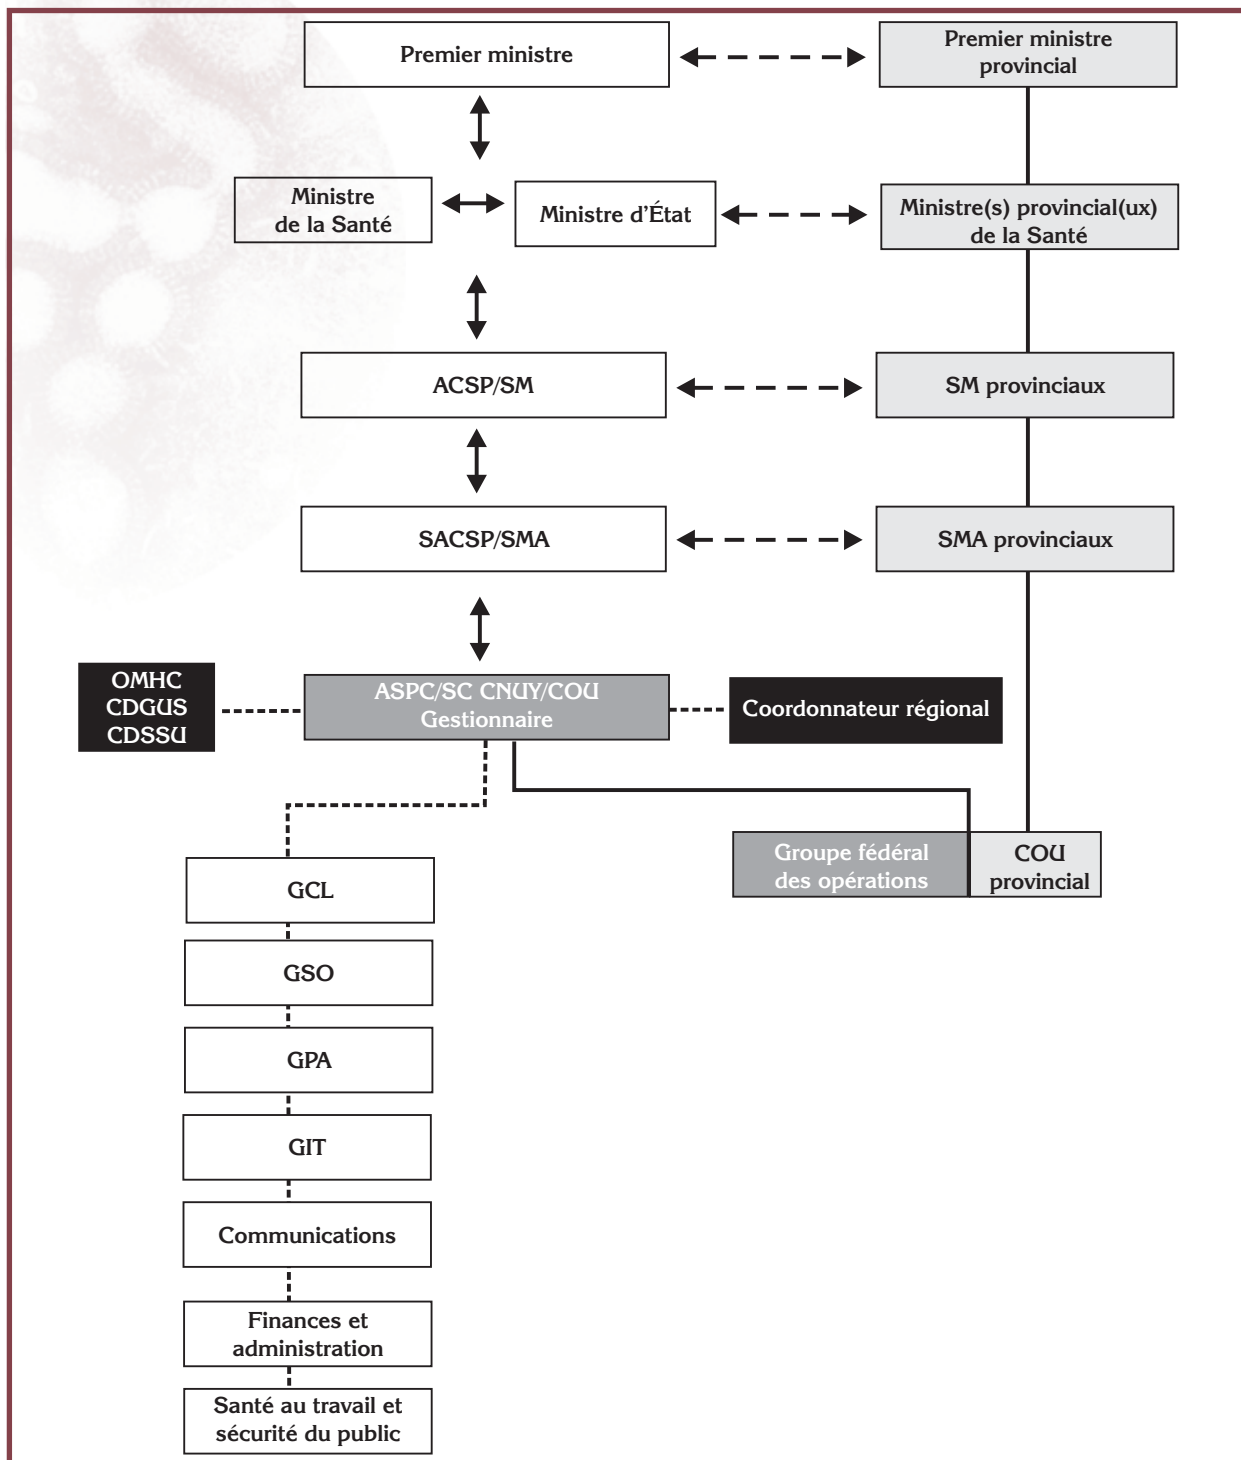 Premier ministre
Premier ministre
provincial
Ministre
de la Santé
Ministre d'État
Ministre(s) provincial(ux)
de la Santé
ACSP/SM
SM provinciaux
SACSP/SMA
SMA provinciaux
OMHC
CDGUS
CDSSU
ASPC/SC CNUY/COU
Gestionnaire
Coordonnateur régional
Groupe fédéral
des opérations
COU
provincial
GCL
GSO
GPA
GIT
Communications
Finances et
administration
Santé au travail et
sécurité du public